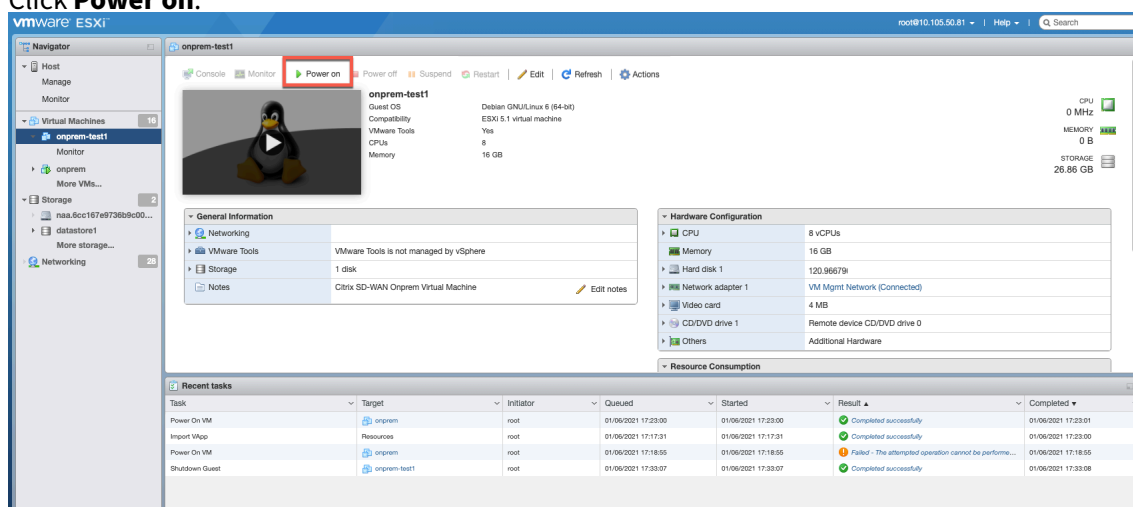 Click Power on.
vmware ESXi
root@10.105.50.81 | Help | Search
Navigator
Host
Manage
Monitor
Virtual Machines 16
onprem-test1
Monitor
onprem
More VMs...
Storage 2
naa.6cc167e9736b9c00...
datastore1
More storage...
Networking 28
onprem-test1
Console Monitor Power on Power off Suspend Restart Edit Refresh Actions
onprem-test1
Guest OS Debian GNU/Linux 6 (64-bit)
Compatibility ESXi 5.1 virtual machine
VMware Tools Yes
CPUs 8
Memory 16 GB
CPU
0 MHz
MEMORY
0 B
STORAGE
26.86 GB
General Information
Networking
VMware Tools VMware Tools is not managed by vSphere
Storage 1 disk
Notes Citrix SD-WAN Onprem Virtual Machine Edit notes
Hardware Configuration
CPU 8 vCPUs
Memory 16 GB
Hard disk 1 120.96679
Network adapter 1 VM Mgmt Network (Connected)
Video card 4 MB
CD/DVD drive 1 Remote device CD/DVD drive 0
Others Additional Hardware
Resource Consumption
Recent tasks
Task Target Initiator Queued Started Result Completed
Power On VM onprem root 01/06/2021 17:23:00 01/06/2021 17:23:00 Completed successfully 01/06/2021 17:23:01
Import VApp Resources root 01/06/2021 17:17:31 01/06/2021 17:17:31 Completed successfully 01/06/2021 17:23:00
Power On VM onprem root 01/06/2021 17:18:55 01/06/2021 17:18:55 Failed - The attempted operation cannot be performe... 01/06/2021 17:18:55
Shutdown Guest onprem-test1 root 01/06/2021 17:33:07 01/06/2021 17:33:07 Completed successfully 01/06/2021 17:33:08